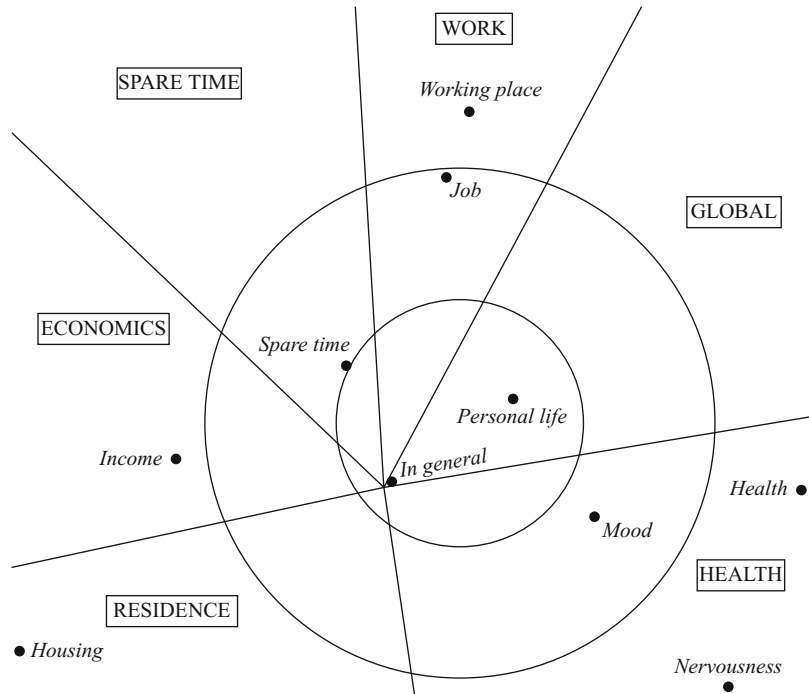 WORK
SPARE TIME
Working place
Job
GLOBAL
ECONOMICS
Spare time
Personal life
Income
In general
Health
Mood
HEALTH
RESIDENCE
Housing
Nervousness